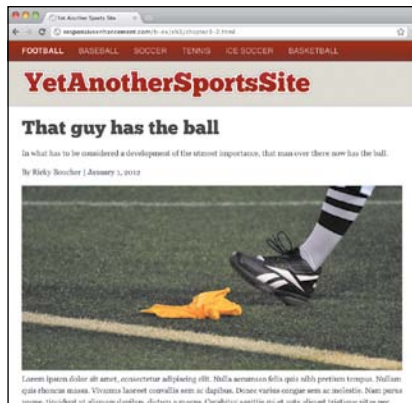 Yet Another Sports Site
FOOTBALL BASEBALL SOCCER TENNIS ICE SOCCER BASKETBALL
YetAnotherSportsSite
That guy has the ball
In what has to be considered a development of the utmost importance, that man over there now has the ball.
By Ricky Boucher | January 1, 2012
Lorem ipsum dolor sit amet, consectetur adipiscing elit. Nulla accumsan felis quis nibh pretium tempus. Nullam
quis rhoncus massa. Vivamus laoreet convallis sem ac dapibus. Donec varius congue sem ac molestie. Nam purus